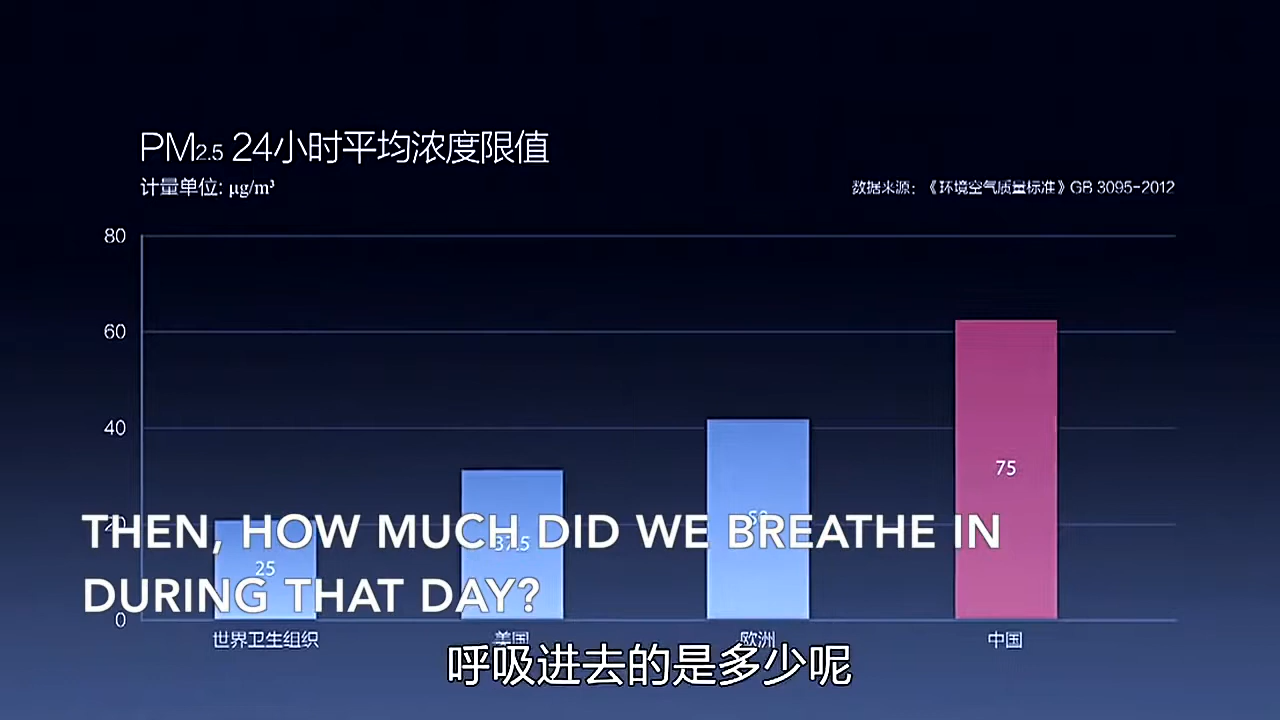 PM2.5 24小时平均浓度限值
计量单位: μg/m³
数据来源：《环境空气质量标准》GB 3095-2012
80
60
40
20
0
25
37.5
50
75
THEN, HOW MUCH DID WE BREATHE IN
DURING THAT DAY?
世界卫生组织
美国
欧洲
中国
呼吸进去的是多少呢